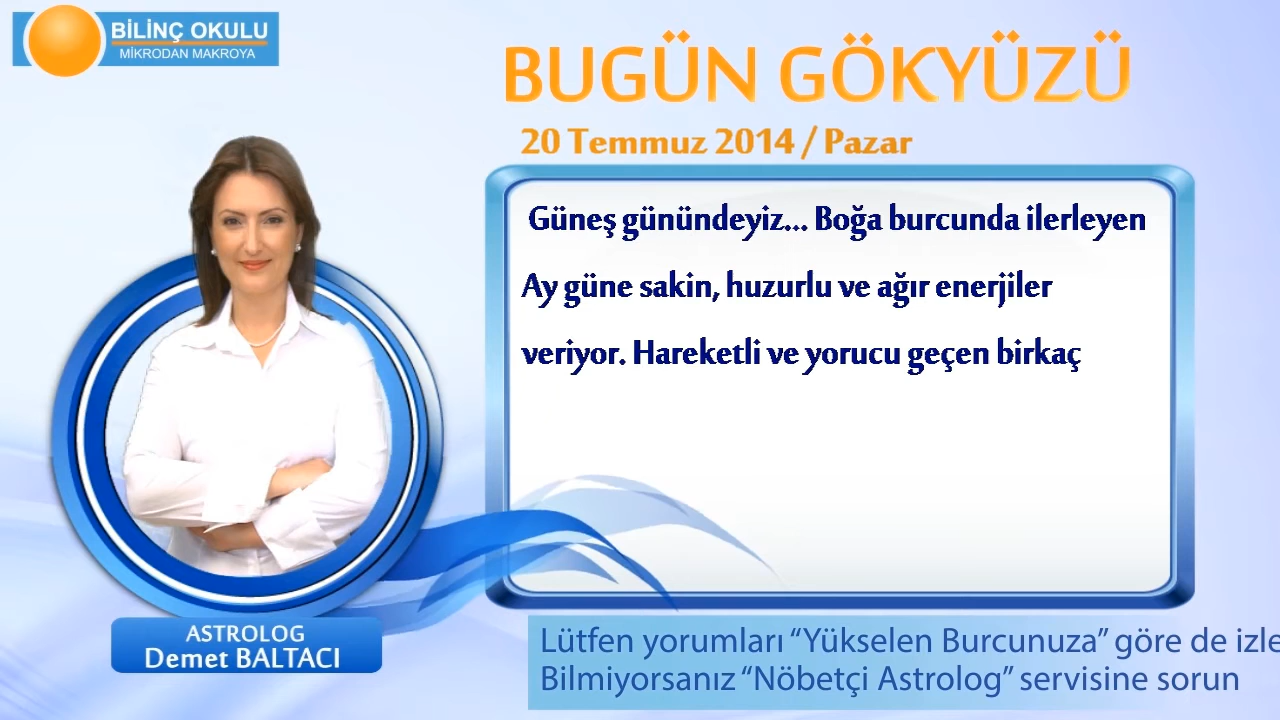 BİLİNÇ OKULU
MİKRODAN MAKROYA
BUGÜN GÖKYÜZÜ
20 Temmuz 2014 / Pazar
Güneş günündeyiz... Boğa burcunda ilerleyen
Ay güne sakin, huzurlu ve ağır enerjiler
veriyor. Hareketli ve yorucu geçen birkaç
ASTROLOG
Demet BALTACI
Lütfen yorumları “Yükselen Burcunuza” göre de izle
Bilmiyorsanız “Nöbetçi Astrolog” servisine sorun